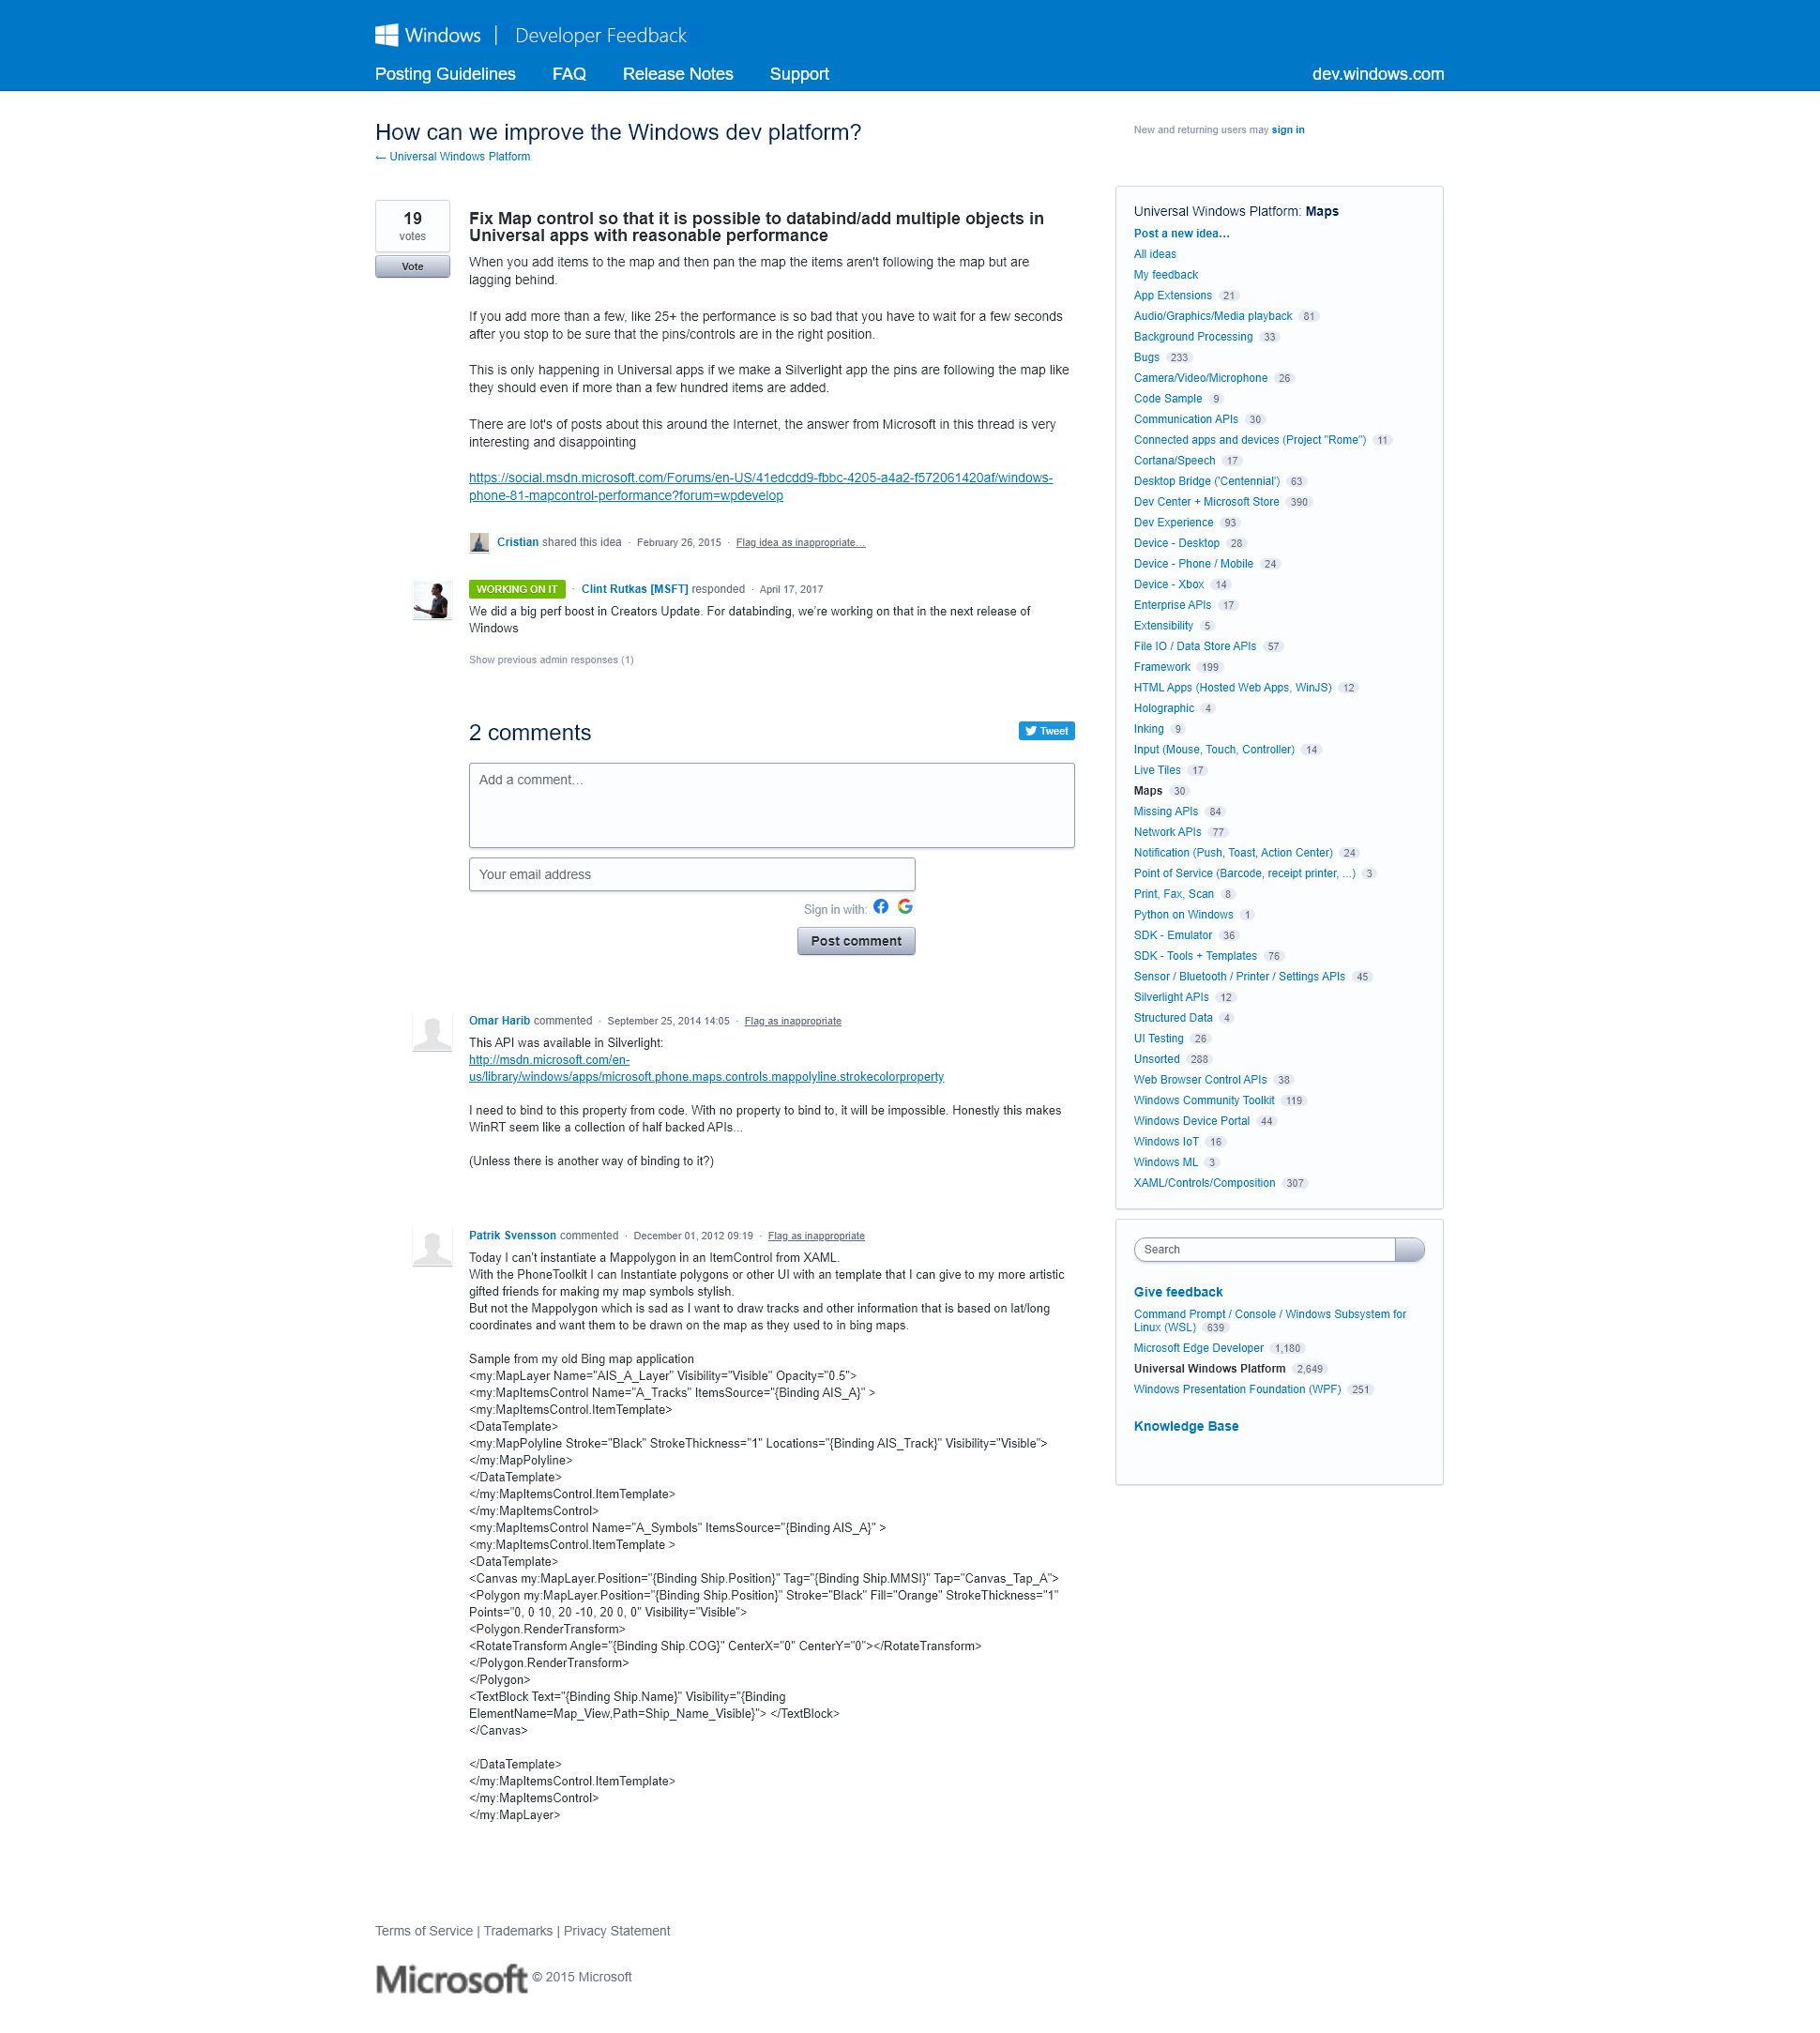 Windows | Developer Feedback
Posting Guidelines FAQ Release Notes Support dev.windows.com
How can we improve the Windows dev platform?
← Universal Windows Platform
New and returning users may sign in
19
votes
Vote
Fix Map control so that it is possible to databind/add multiple objects in
Universal apps with reasonable performance
When you add items to the map and then pan the map the items aren't following the map but are
lagging behind.
If you add more than a few, like 25+ the performance is so bad that you have to wait for a few seconds
after you stop to be sure that the pins/controls are in the right position.
This is only happening in Universal apps if we make a Silverlight app the pins are following the map like
they should even if more than a few hundred items are added.
There are lot's of posts about this around the Internet, the answer from Microsoft in this thread is very
interesting and disappointing
https://social.msdn.microsoft.com/Forums/en-US/41edcdd9-fbbc-4205-a4a2-f572061420af/windows-
phone-81-mapcontrol-performance?forum=wpdevelop
Cristian shared this idea · February 26, 2015 · Flag idea as inappropriate…
WORKING ON IT · Clint Rutkas [MSFT] responded · April 17, 2017
We did a big perf boost in Creators Update. For databinding, we're working on that in the next release of
Windows
Show previous admin responses (1)
2 comments
Tweet
Add a comment…
Your email address
Sign in with:
Post comment
Omar Harib commented · September 25, 2014 14:05 · Flag as inappropriate
This API was available in Silverlight:
http://msdn.microsoft.com/en-
us/library/windows/apps/microsoft.phone.maps.controls.mappolyline.strokecolorproperty
I need to bind to this property from code. With no property to bind to, it will be impossible. Honestly this makes
WinRT seem like a collection of half backed APIs...
(Unless there is another way of binding to it?)
Patrik Svensson commented · December 01, 2012 09:19 · Flag as inappropriate
Today I can't instantiate a Mappolygon in an ItemControl from XAML.
With the PhoneToolkit I can Instantiate polygons or other UI with an template that I can give to my more artistic
gifted friends for making my map symbols stylish.
But not the Mappolygon which is sad as I want to draw tracks and other information that is based on lat/long
coordinates and want them to be drawn on the map as they used to in bing maps.
Sample from my old Bing map application
<my:MapLayer Name="AIS_A_Layer" Visibility="Visible" Opacity="0.5">
<my:MapItemsControl Name="A_Tracks" ItemsSource="{Binding AIS_A}" >
<my:MapItemsControl.ItemTemplate>
<DataTemplate>
<my:MapPolyline Stroke="Black" StrokeThickness="1" Locations="{Binding AIS_Track}" Visibility="Visible">
</my:MapPolyline>
</DataTemplate>
</my:MapItemsControl.ItemTemplate>
</my:MapItemsControl>
<my:MapItemsControl Name="A_Symbols" ItemsSource="{Binding AIS_A}" >
<my:MapItemsControl.ItemTemplate >
<DataTemplate>
<Canvas my:MapLayer.Position="{Binding Ship.Position}" Tag="{Binding Ship.MMSI}" Tap="Canvas_Tap_A">
<Polygon my:MapLayer.Position="{Binding Ship.Position}" Stroke="Black" Fill="Orange" StrokeThickness="1"
Points="0, 0 10, 20 -10, 20 0, 0" Visibility="Visible">
<Polygon.RenderTransform>
<RotateTransform Angle="{Binding Ship.COG}" CenterX="0" CenterY="0"></RotateTransform>
</Polygon.RenderTransform>
</Polygon>
<TextBlock Text="{Binding Ship.Name}" Visibility="{Binding
ElementName=Map_View,Path=Ship_Name_Visible}"> </TextBlock>
</Canvas>
</DataTemplate>
</my:MapItemsControl.ItemTemplate>
</my:MapItemsControl>
</my:MapLayer>
Universal Windows Platform: Maps
Post a new idea…
All ideas
My feedback
App Extensions 21
Audio/Graphics/Media playback 81
Background Processing 33
Bugs 233
Camera/Video/Microphone 26
Code Sample 9
Communication APIs 30
Connected apps and devices (Project "Rome") 11
Cortana/Speech 17
Desktop Bridge ('Centennial') 63
Dev Center + Microsoft Store 390
Dev Experience 93
Device - Desktop 28
Device - Phone / Mobile 24
Device - Xbox 14
Enterprise APIs 17
Extensibility 5
File IO / Data Store APIs 57
Framework 199
HTML Apps (Hosted Web Apps, WinJS) 12
Holographic 4
Inking 9
Input (Mouse, Touch, Controller) 14
Live Tiles 17
Maps 30
Missing APIs 84
Network APIs 77
Notification (Push, Toast, Action Center) 24
Point of Service (Barcode, receipt printer, ...) 3
Print, Fax, Scan 8
Python on Windows 1
SDK - Emulator 36
SDK - Tools + Templates 76
Sensor / Bluetooth / Printer / Settings APIs 45
Silverlight APIs 12
Structured Data 4
UI Testing 26
Unsorted 288
Web Browser Control APIs 38
Windows Community Toolkit 119
Windows Device Portal 44
Windows IoT 16
Windows ML 3
XAML/Controls/Composition 307
Search
Give feedback
Command Prompt / Console / Windows Subsystem for
Linux (WSL) 639
Microsoft Edge Developer 1,180
Universal Windows Platform 2,649
Windows Presentation Foundation (WPF) 251
Knowledge Base
Terms of Service | Trademarks | Privacy Statement
Microsoft © 2015 Microsoft